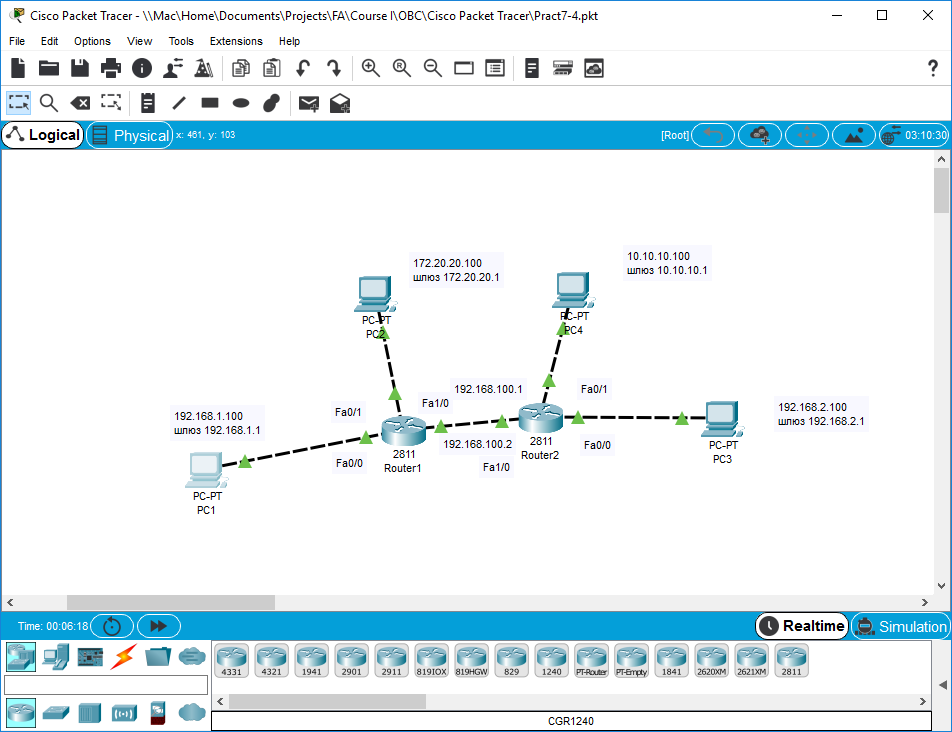 Cisco Packet Tracer - \\Mac\Home\Documents\Projects\FA\Course I\OBC\Cisco Packet Tracer\Pract7-4.pkt
File Edit Options View Tools Extensions Help
?
Logical Physical x: 461, y: 103 [Root] 03:10:30
172.20.20.100
шлюз 172.20.20.1
10.10.10.100
шлюз 10.10.10.1
PC-PT
PC2
PC-PT
PC4
192.168.100.1
Fa0/1
Fa1/0
Fa0/1
192.168.1.100
шлюз 192.168.1.1
192.168.2.100
шлюз 192.168.2.1
192.168.100.2
2811
Router1
2811
Router2
Fa0/0
PC-PT
PC3
Fa0/0
Fa1/0
PC-PT
PC1
Time: 00:06:18 Realtime Simulation
4331 4321 1941 2901 2911 819IOX 819HGW 829 1240 PT-Router PT-Empty 1841 2620XM 2621XM 2811
CGR1240